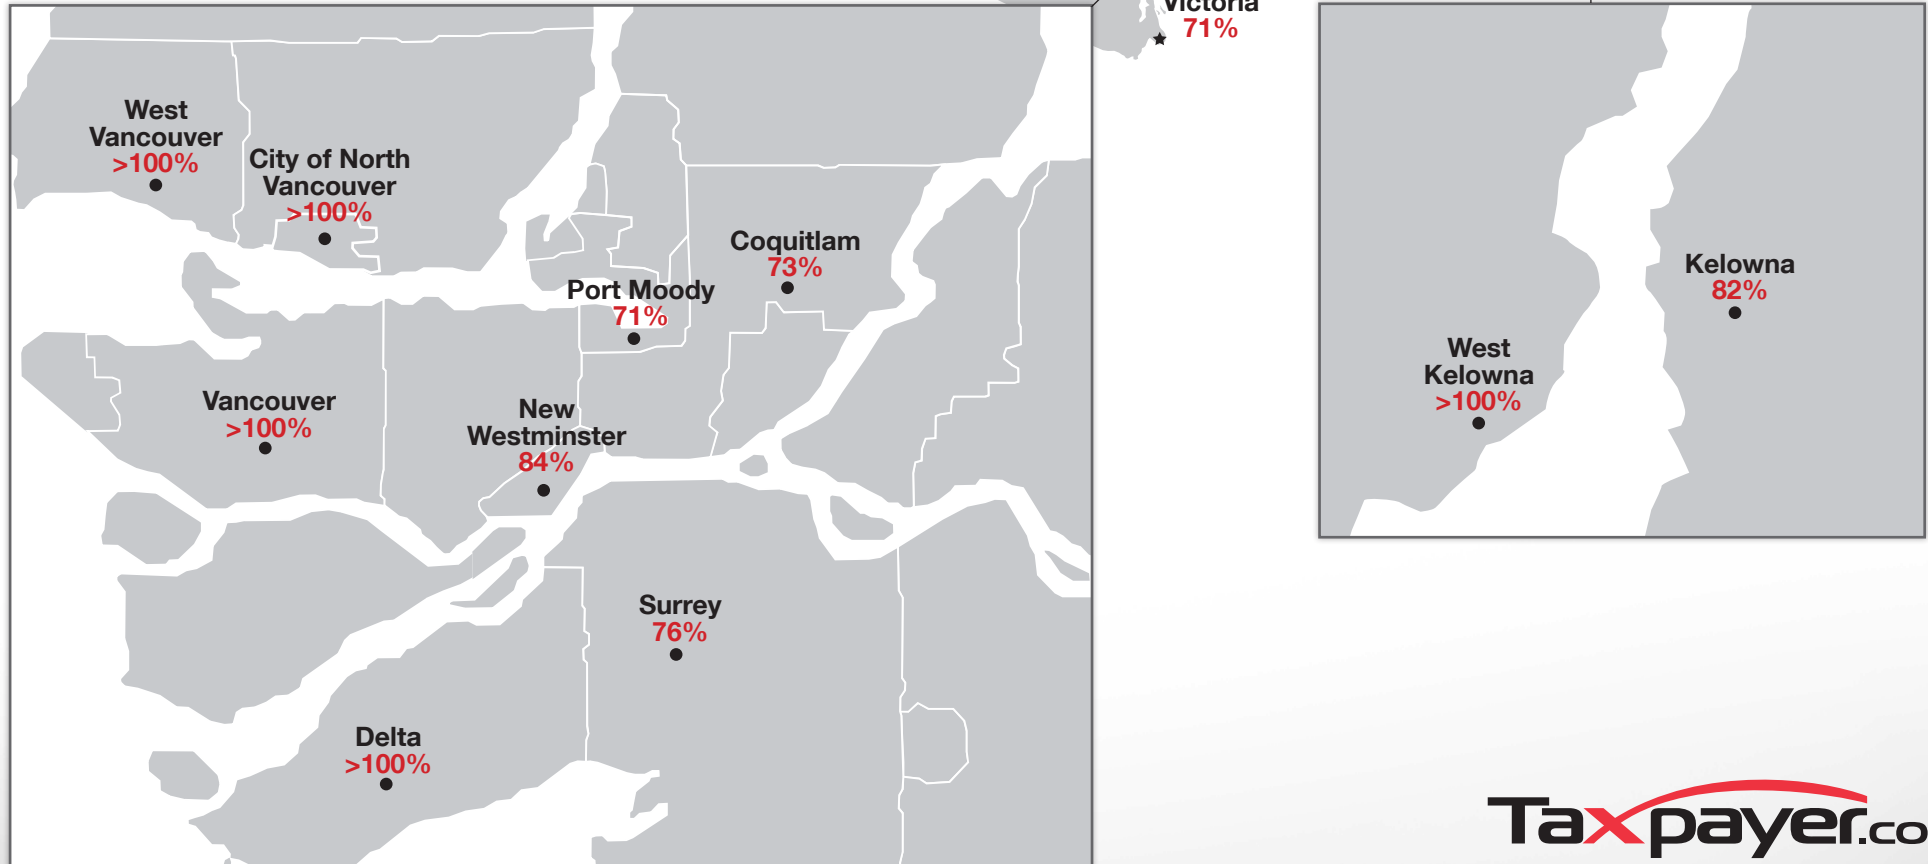 Victoria
71%
West
Vancouver
>100%
City of North
Vancouver
>100%
Coquitlam
73%
Port Moody
71%
Vancouver
>100%
New
Westminster
84%
Surrey
76%
Delta
>100%
Kelowna
82%
West
Kelowna
>100%
Taxpayer.co